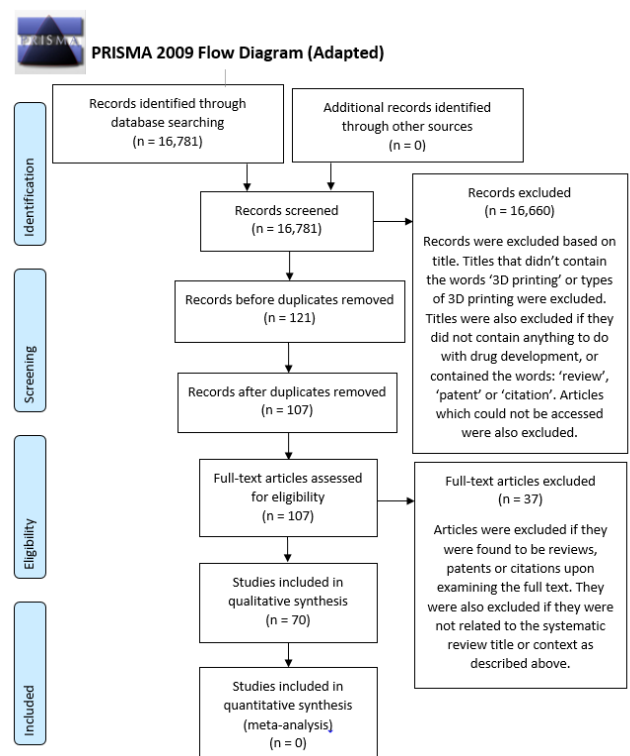 PRISMA
PRISMA 2009 Flow Diagram (Adapted)
Identification
Records identified through
database searching
(n = 16,781)
Additional records identified
through other sources
(n = 0)
Records screened
(n = 16,781)
Records excluded
(n = 16,660)
Records were excluded based on
title. Titles that didn’t contain
the words ‘3D printing’ or types
of 3D printing were excluded.
Titles were also excluded if they
did not contain anything to do
with drug development, or
contained the words: ‘review’,
‘patent’ or ‘citation’. Articles
which could not be accessed
were also excluded.
Screening
Records before duplicates removed
(n = 121)
Records after duplicates removed
(n = 107)
Eligibility
Full-text articles assessed
for eligibility
(n = 107)
Full-text articles excluded
(n = 37)
Articles were excluded if they
were found to be reviews,
patents or citations upon
examining the full text. They
were also excluded if they were
not related to the systematic
review title or context as
described above.
Studies included in
qualitative synthesis
(n = 70)
Included
Studies included in
quantitative synthesis
(meta-analysis)
(n = 0)